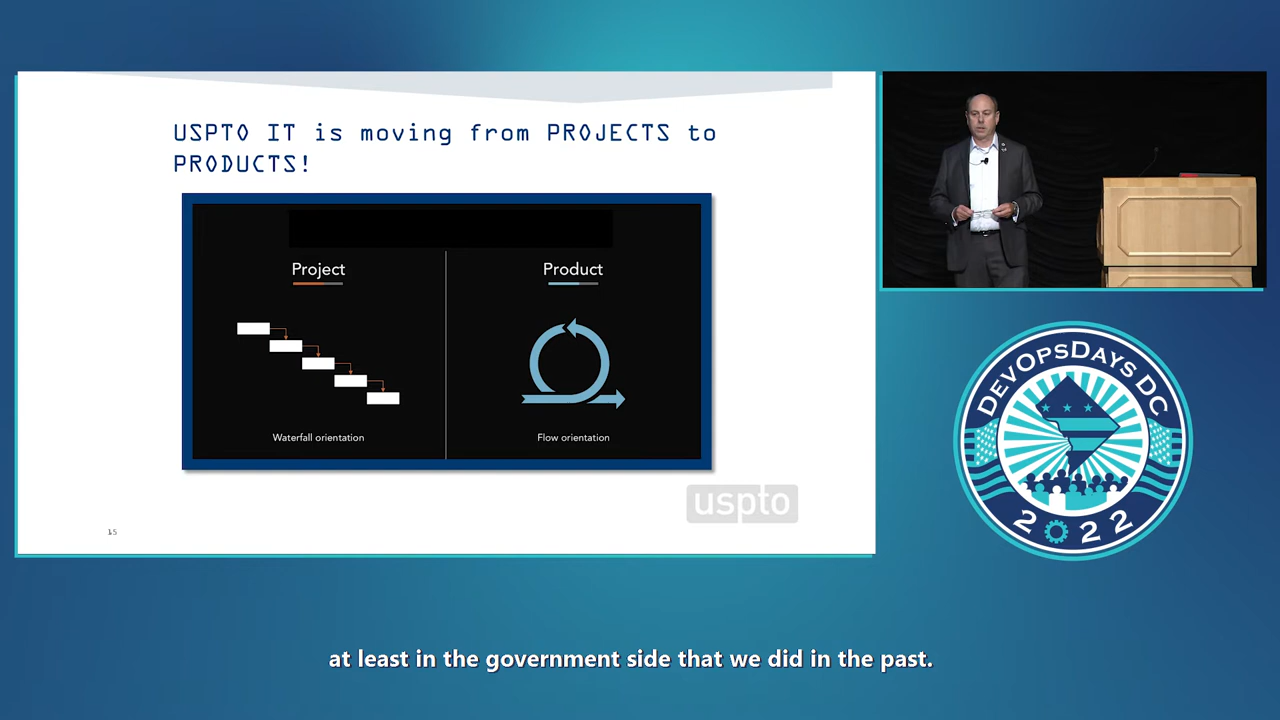 USPTO IT is moving from PROJECTS to
PRODUCTS!
Project
Product
Waterfall orientation
Flow orientation
uspto
DEVOPSDAYS DC
2022
at least in the government side that we did in the past.